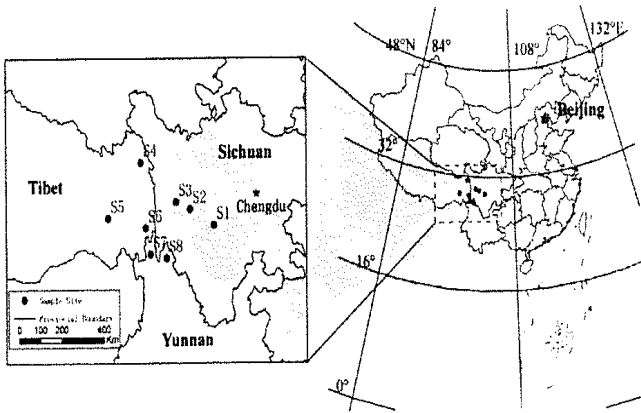 48°N 84°
108°
132°E
Beijing
32°
16°
0°
Sichuan
Tibet
Chengdu
Yunnan
S4
S3
S2
S1
S5
S6
S7
S8
Sample Site
Provincial Boundary
0 100 200 400
Km